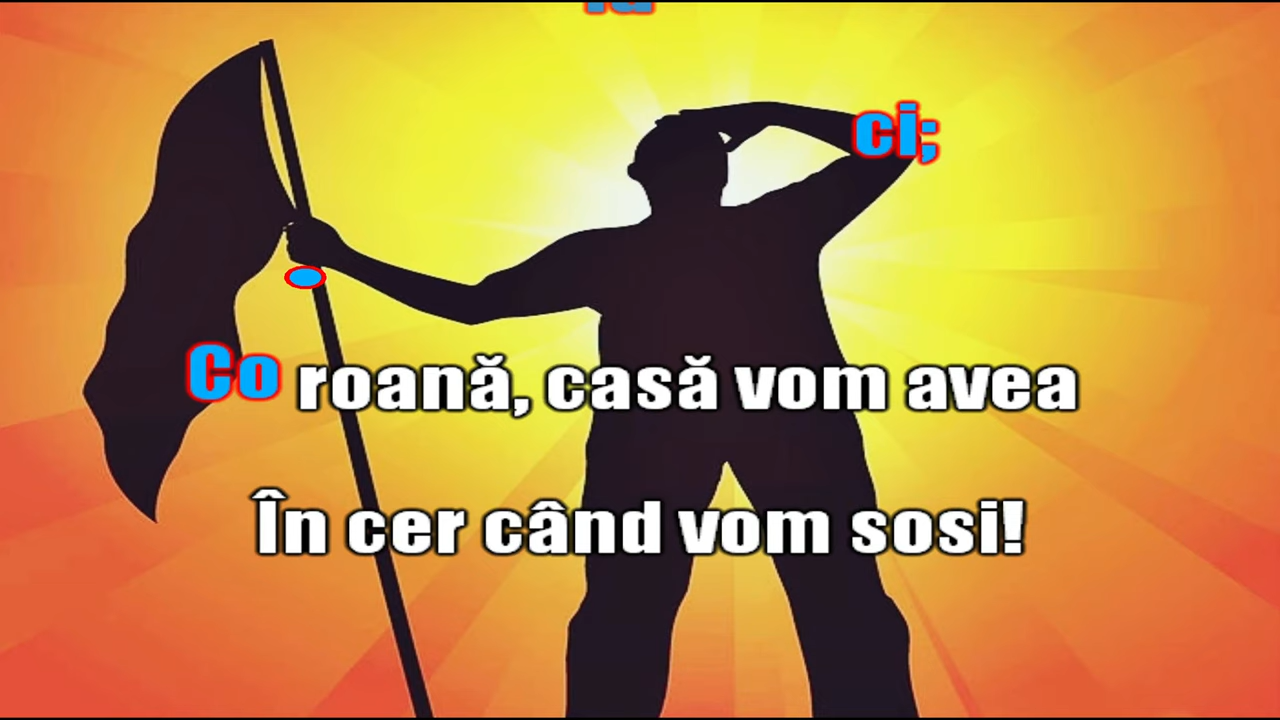 ci;
Co roană, casă vom avea
În cer când vom sosi!